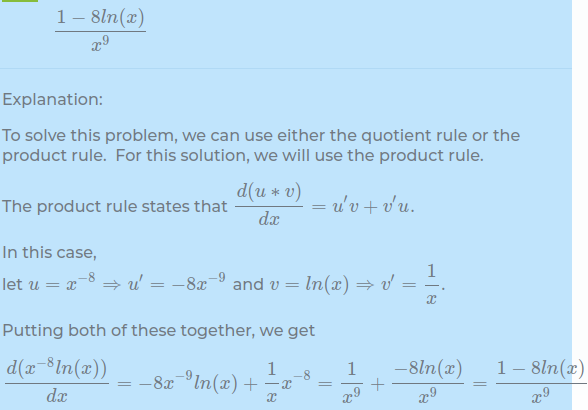 \frac{1 - 8ln(x)}{x^9}
Explanation:
To solve this problem, we can use either the quotient rule or the
product rule. For this solution, we will use the product rule.
The product rule states that \frac{d(u * v)}{dx} = u'v + v'u.
In this case,
let u = x^{-8} ⇒ u' = -8x^{-9} and v = ln(x) ⇒ v' = \frac{1}{x}.
Putting both of these together, we get
\frac{d(x^{-8}ln(x))}{dx} = -8x^{-9}ln(x) + \frac{1}{x}x^{-8} = \frac{1}{x^9} + \frac{-8ln(x)}{x^9} = \frac{1 - 8ln(x)}{x^9}